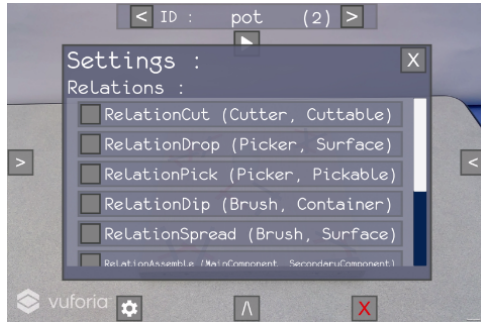 < ID : pot (2) >
Settings : X
Relations :
RelationCut (Cutter, Cuttable)
RelationDrop (Picker, Surface)
RelationPick (Picker, Pickable)
> <
RelationDip (Brush, Container)
RelationSpread (Brush, Surface)
RelationAssemble (MainComponent, SecondaryComponent)
vuforia X